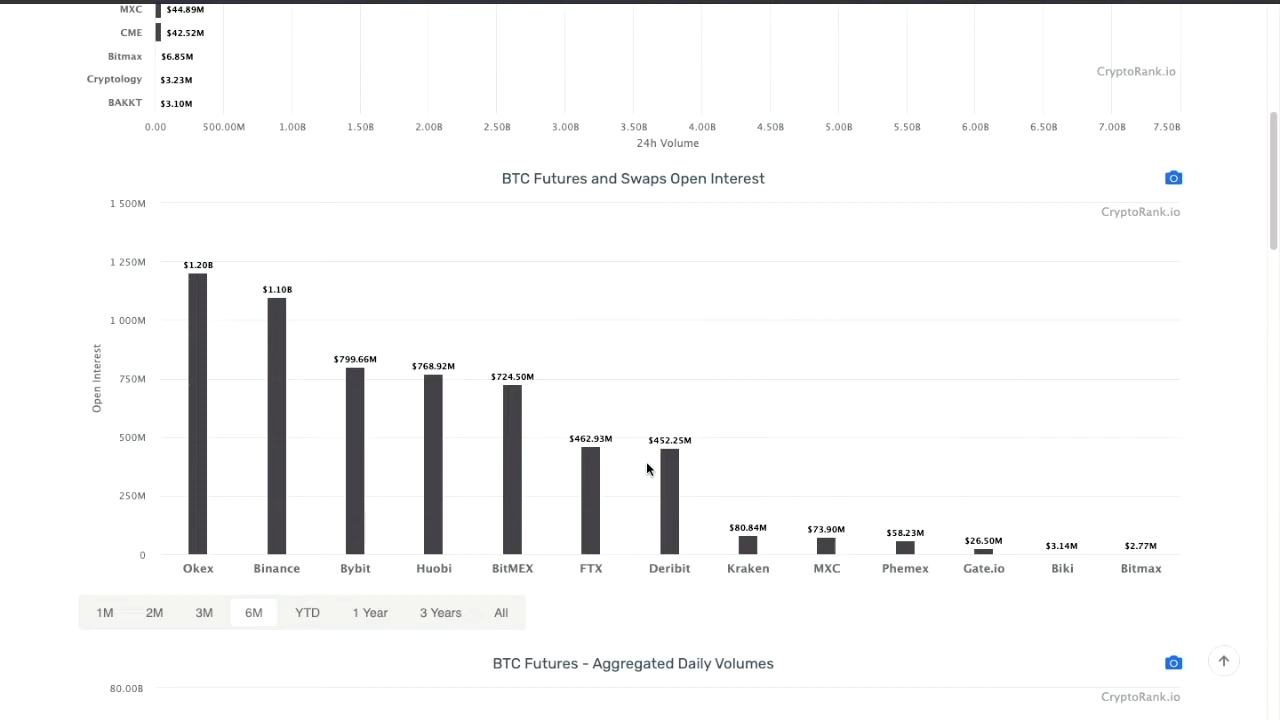 MXC $44.89M
CME $42.52M
Bitmax $6.85M
Cryptology $3.23M
BAKKT $3.10M
CryptoRank.io
0.00 500.00M 1.00B 1.50B 2.00B 2.50B 3.00B 3.50B 4.00B 4.50B 5.00B 5.50B 6.00B 6.50B 7.00B 7.50B
24h Volume
BTC Futures and Swaps Open Interest
CryptoRank.io
1 500M
1 250M
1 000M
750M
500M
250M
0
Open Interest
$1.20B $1.10B $799.66M $768.92M $724.50M $462.93M $452.25M $80.84M $73.90M $58.23M $26.50M $3.14M $2.77M
Okex Binance Bybit Huobi BitMEX FTX Deribit Kraken MXC Phemex Gate.io Biki Bitmax
1M 2M 3M 6M YTD 1 Year 3 Years All
BTC Futures - Aggregated Daily Volumes
80.00B
CryptoRank.io